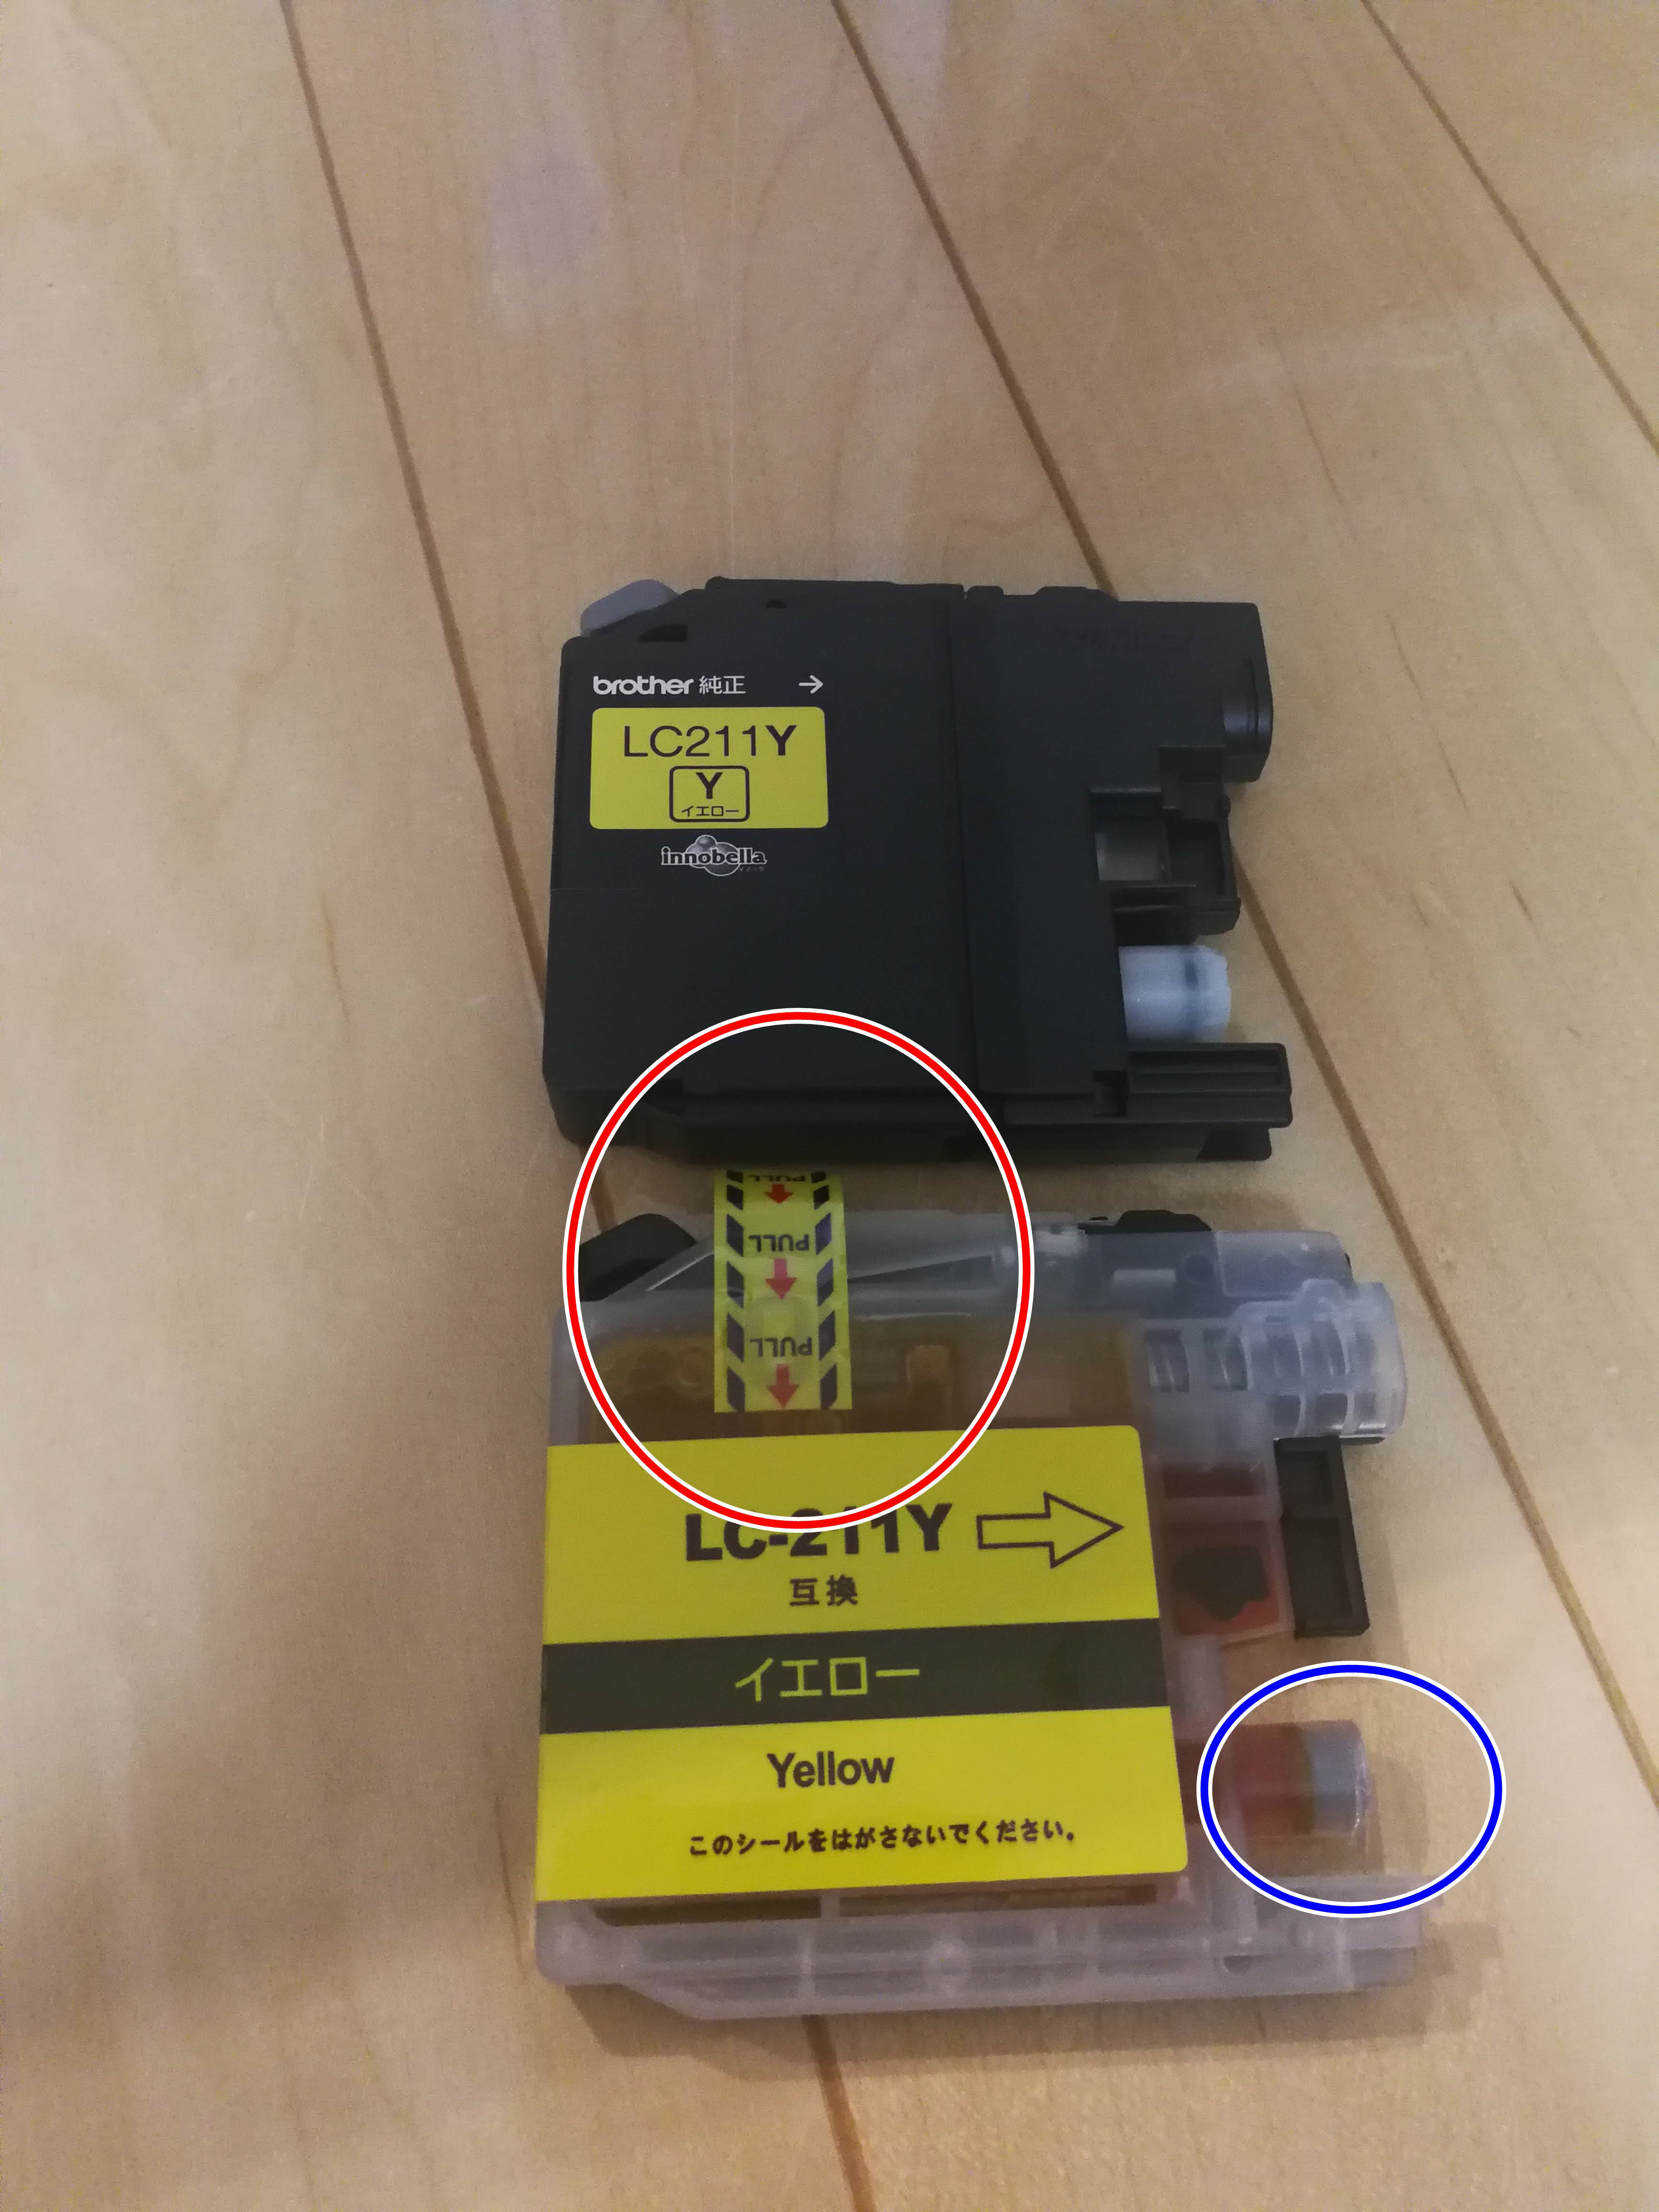 brother 純正 →
LC211Y
Y
イエロー
innobella
PULL
PULL
PULL
LC-211Y
互換
イエロー
Yellow
このシールをはがさないでください。